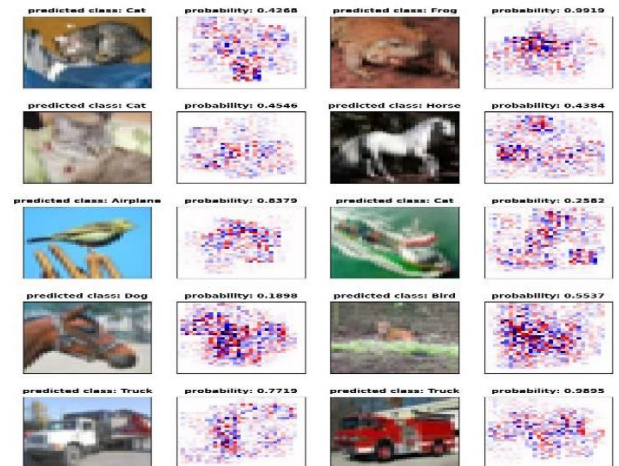 predicted class: Cat probability: 0.4268 predicted class: Frog probability: 0.9919
predicted class: Cat probability: 0.4546 predicted class: Horse probability: 0.4384
predicted class: Airplane probability: 0.8379 predicted class: Cat probability: 0.2582
predicted class: Dog probability: 0.1898 predicted class: Bird probability: 0.5537
predicted class: Truck probability: 0.7719 predicted class: Truck probability: 0.9895